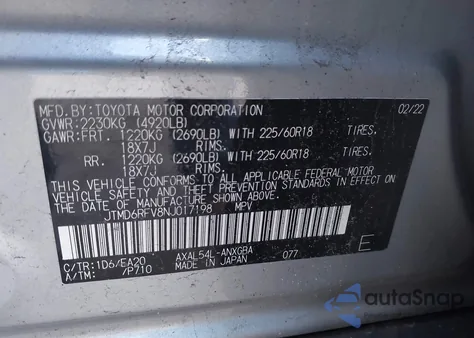 MFD.BY:TOYOTA MOTOR CORPORATION 02/22
GVWR:2230KG (4920LB)
GAWR:FRT. 1220KG (2690LB) WITH 225/60R18 TIRES.
18X7J
RR. 1220KG (2690LB) WITH 225/60R18 TIRES.
18X7J
THIS VEHICLE CONFORMS TO ALL APPLICABLE FEDERAL MOTOR
VEHICLE SAFETY AND THEFT PREVENTION STANDARDS IN EFFECT
ON THE DATE OF MANUFACTURE SHOWN ABOVE.
JTMD6RFV8NJ017198 MPV
C/TR:1D6/EA20 AXAL54L-ANXGBA E
A/TM: /P710 MADE IN JAPAN 077
autoSnap